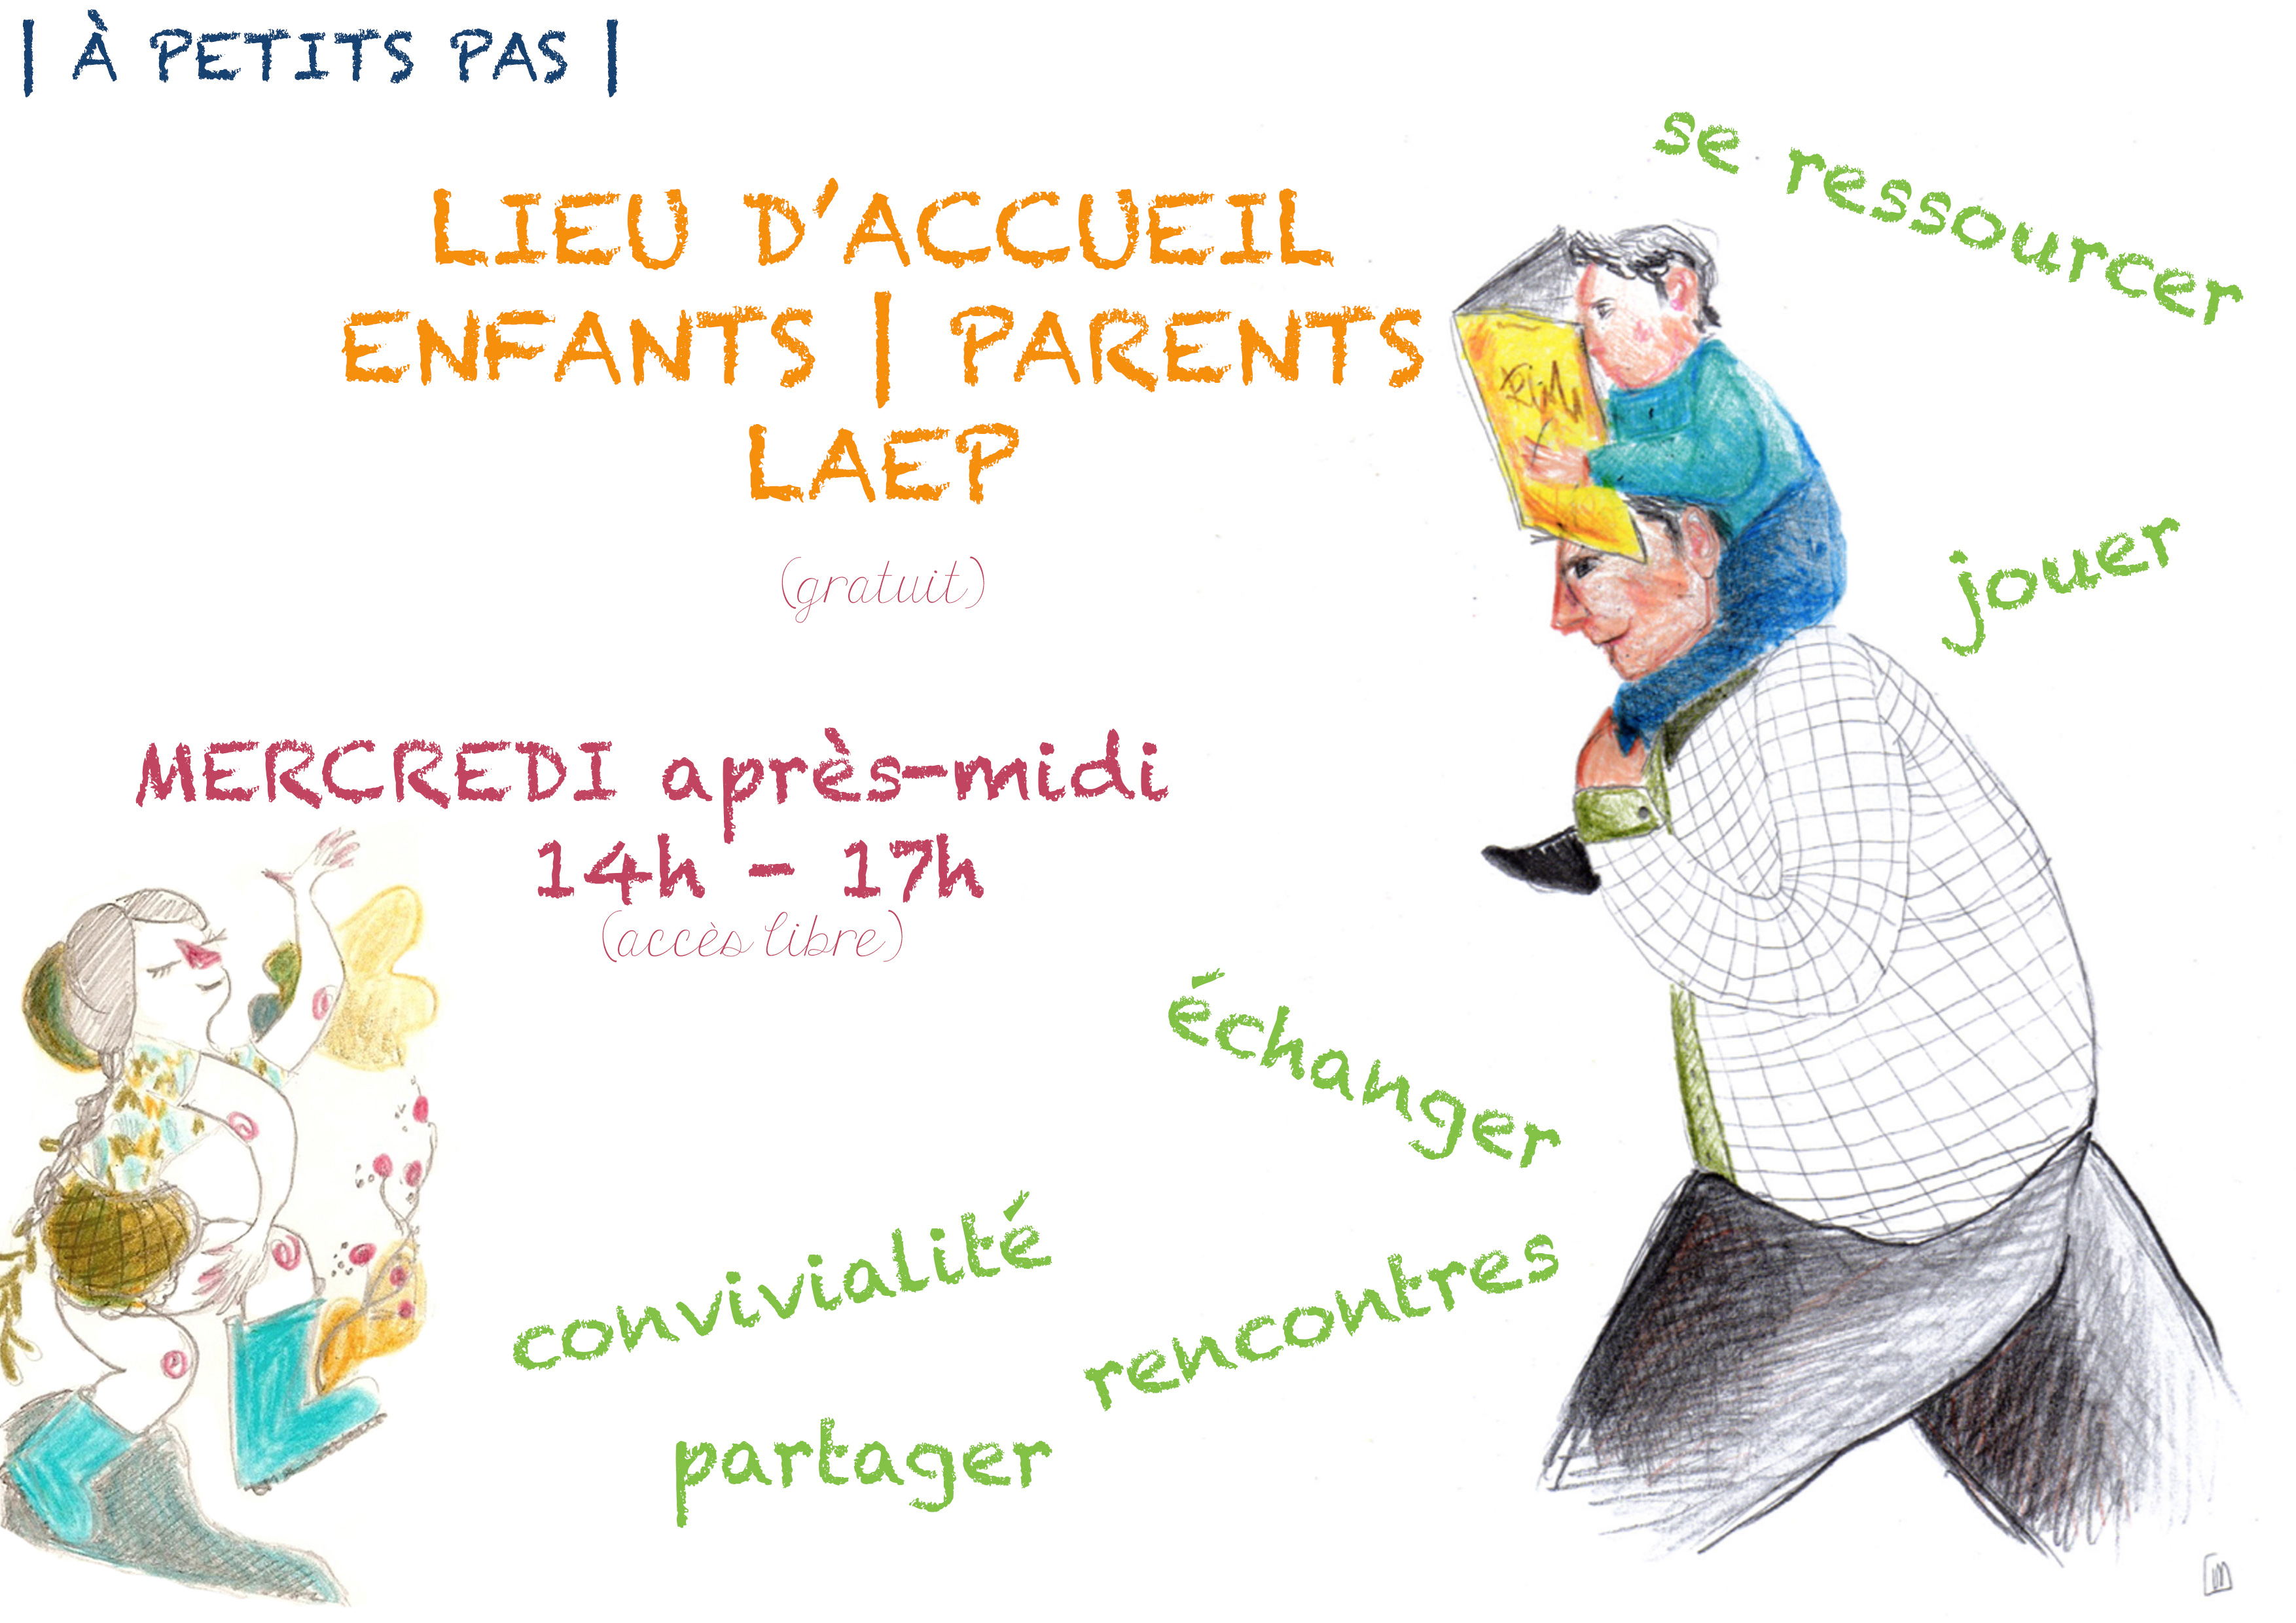 | À PETITS PAS |
se ressourcer
LIEU D'ACCUEIL
ENFANTS | PARENTS
LAEP
(gratuit)
jouer
MERCREDI après-midi
14h - 17h
(accès libre)
échanger
convivialité
rencontres
partager